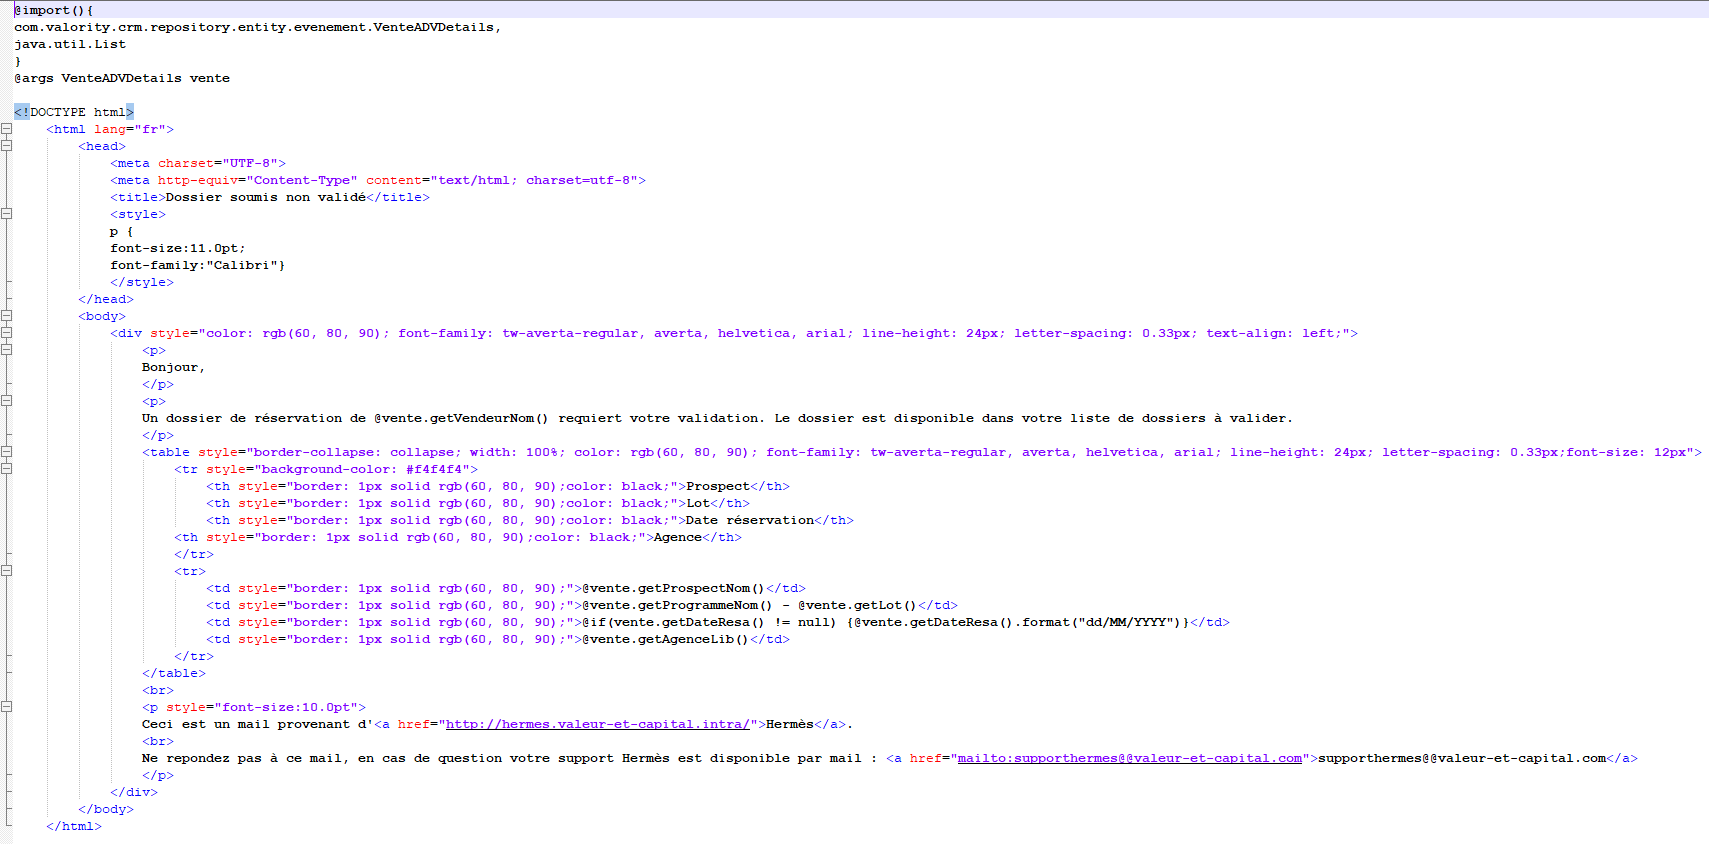 @import(){
com.valority.crm.repository.entity.evenement.VenteADVDetails,
java.util.List
}
@args VenteADVDetails vente
<!DOCTYPE html>
<html lang="fr">
<head>
<meta charset="UTF-8">
<meta http-equiv="Content-Type" content="text/html; charset=utf-8">
<title>Dossier soumis non validé</title>
<style>
p {
font-size:11.0pt;
font-family:"Calibri"}
</style>
</head>
<body>
<div style="color: rgb(60, 80, 90); font-family: tw-averta-regular, averta, helvetica, arial; line-height: 24px; letter-spacing: 0.33px; text-align: left;">
<p>
Bonjour,
</p>
<p>
Un dossier de réservation de @vente.getVendeurNom() requiert votre validation. Le dossier est disponible dans votre liste de dossiers à valider.
</p>
<table style="border-collapse: collapse; width: 100%; color: rgb(60, 80, 90); font-family: tw-averta-regular, averta, helvetica, arial; line-height: 24px; letter-spacing: 0.33px;font-size: 12px">
<tr style="background-color: #f4f4f4">
<th style="border: 1px solid rgb(60, 80, 90);color: black;">Prospect</th>
<th style="border: 1px solid rgb(60, 80, 90);color: black;">Lot</th>
<th style="border: 1px solid rgb(60, 80, 90);color: black;">Date réservation</th>
<th style="border: 1px solid rgb(60, 80, 90);color: black;">Agence</th>
</tr>
<tr>
<td style="border: 1px solid rgb(60, 80, 90);">@vente.getProspectNom()</td>
<td style="border: 1px solid rgb(60, 80, 90);">@vente.getProgrammeNom() - @vente.getLot()</td>
<td style="border: 1px solid rgb(60, 80, 90);">@if(vente.getDateResa() != null) {@vente.getDateResa().format("dd/MM/YYYY")}</td>
<td style="border: 1px solid rgb(60, 80, 90);">@vente.getAgenceLib()</td>
</tr>
</table>
<br>
<p style="font-size:10.0pt">
Ceci est un mail provenant d'<a href="http://hermes.valeur-et-capital.intra/">Hermès</a>.
<br>
Ne repondez pas à ce mail, en cas de question votre support Hermès est disponible par mail : <a href="mailto:supporthermes@@valeur-et-capital.com">supporthermes@@valeur-et-capital.com</a>
</p>
</div>
</body>
</html>